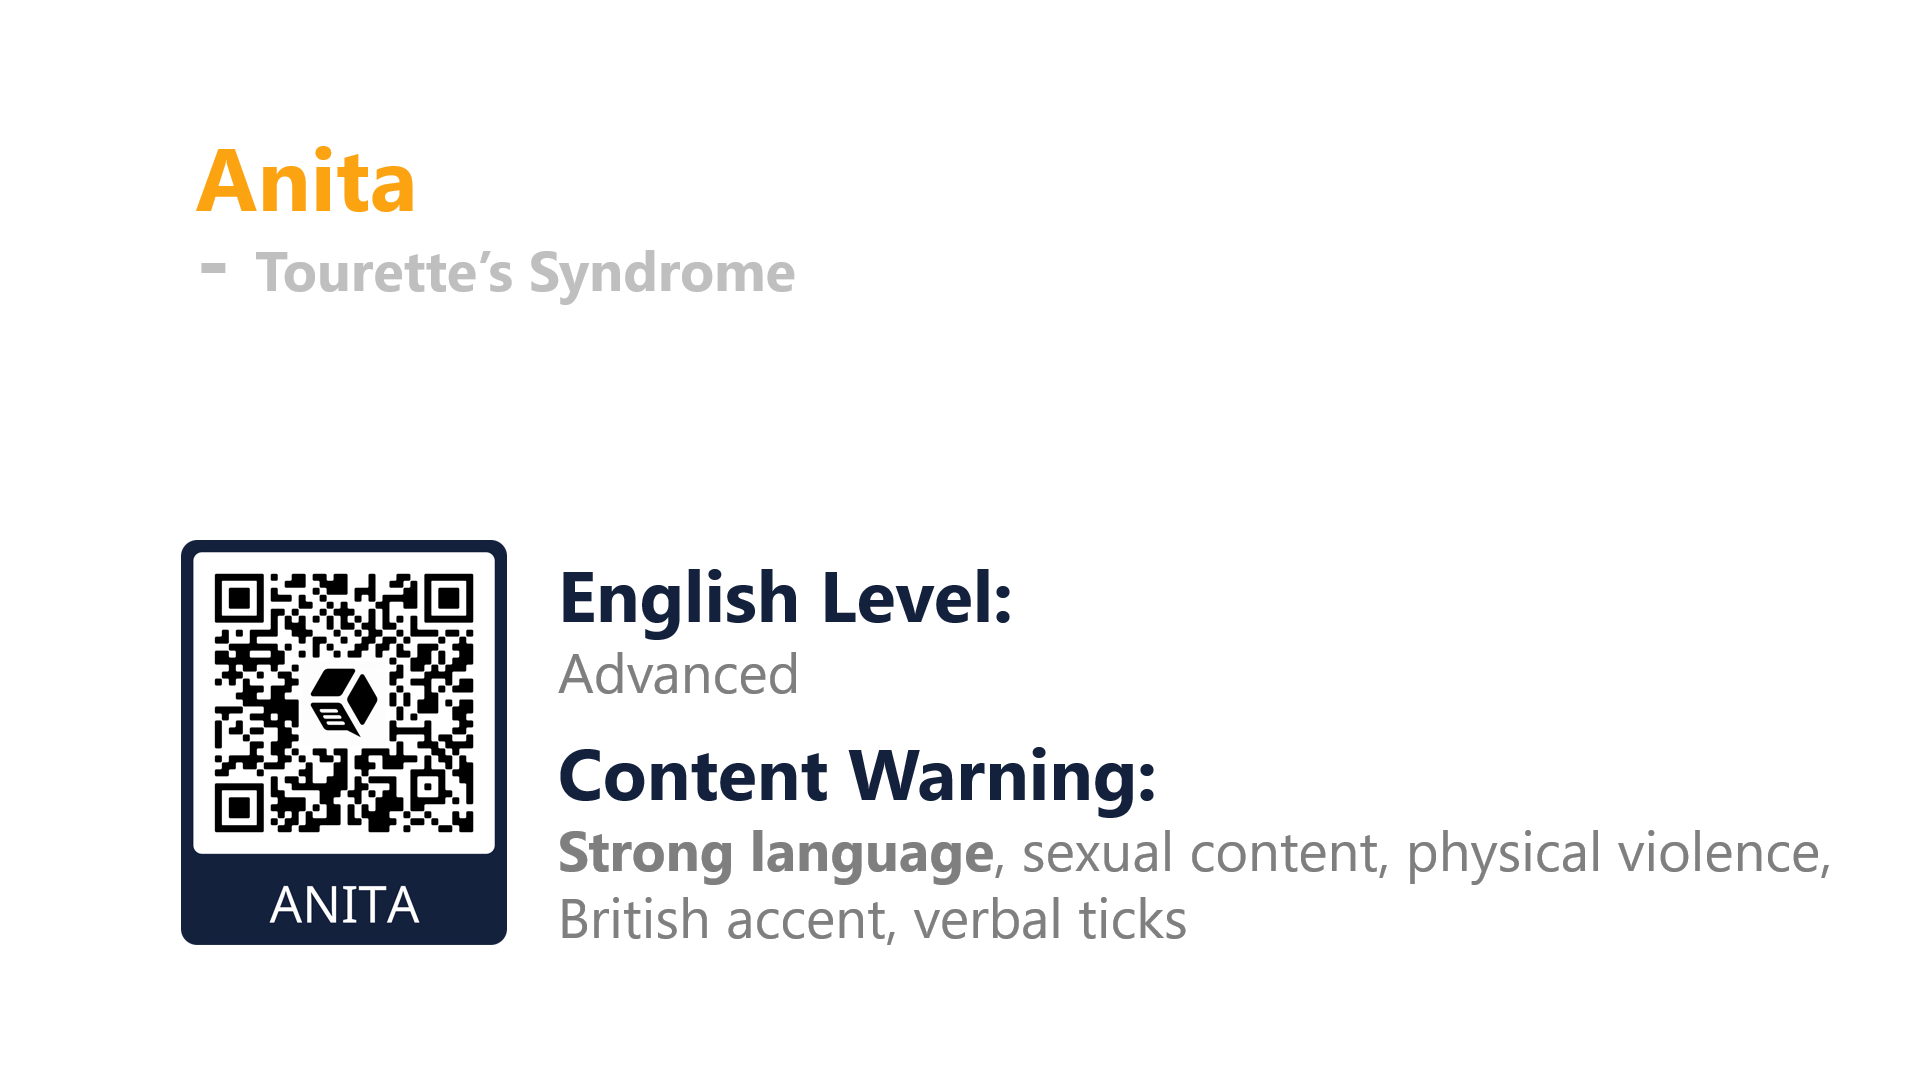 Anita
- Tourette’s Syndrome
English Level:
Advanced
Content Warning:
Strong language, sexual content, physical violence,
British accent, verbal ticks
ANITA